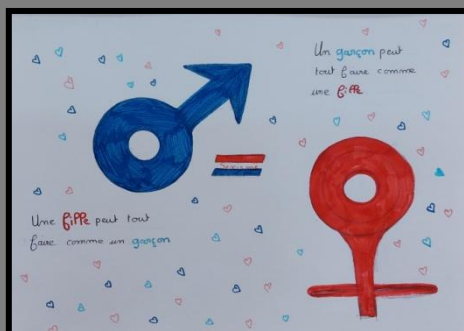 Un garçon peut
tout faire comme
une fille
Une fille peut tout
faire comme un garçon